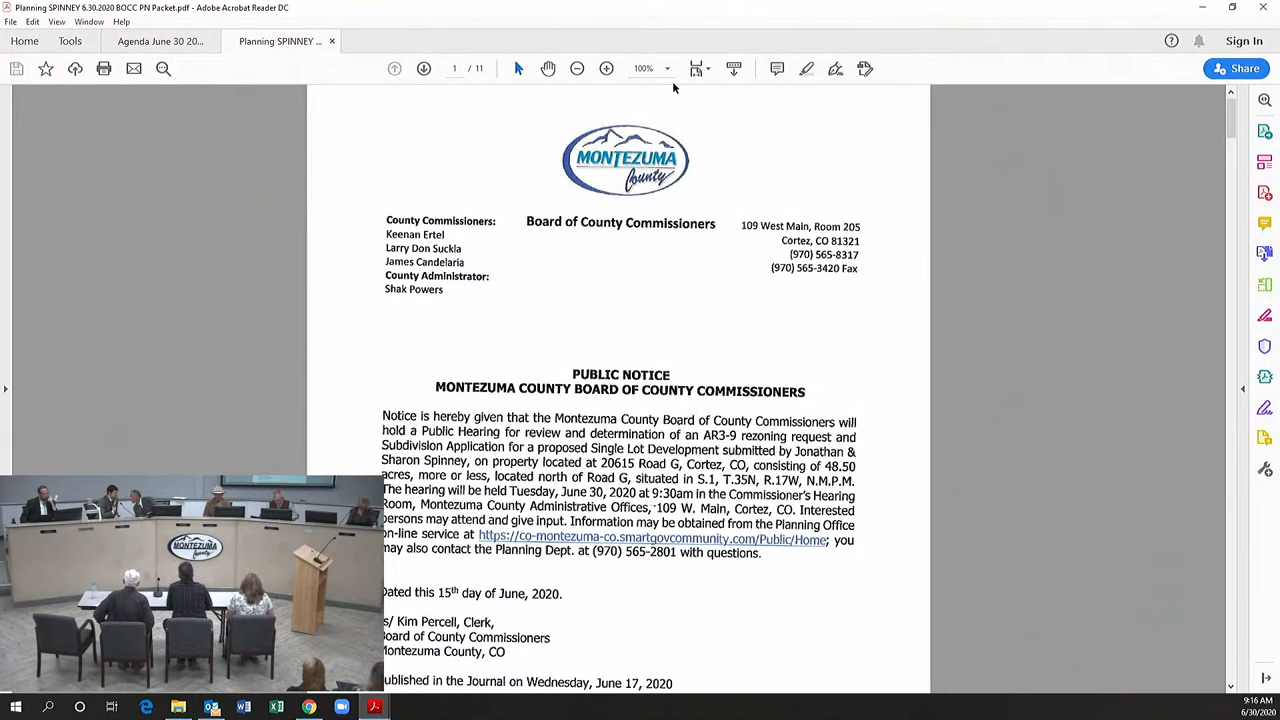 Planning SPINNEY 6.30.2020 BOCC PN Packet.pdf - Adobe Acrobat Reader DC
File Edit View Window Help
Home Tools Agenda June 30 20... Planning SPINNEY ... × Sign In
1 / 11 100% Share
MONTEZUMA
County
County Commissioners:
Keenan Ertel
Larry Don Suckla
James Candelaria
County Administrator:
Shak Powers
Board of County Commissioners
109 West Main, Room 205
Cortez, CO 81321
(970) 565-8317
(970) 565-3420 Fax
PUBLIC NOTICE
MONTEZUMA COUNTY BOARD OF COUNTY COMMISSIONERS
Notice is hereby given that the Montezuma County Board of County Commissioners will
hold a Public Hearing for review and determination of an AR3-9 rezoning request and
Subdivision Application for a proposed Single Lot Development submitted by Jonathan &
Sharon Spinney, on property located at 20615 Road G, Cortez, CO, consisting of 48.50
acres, more or less, located north of Road G, situated in S.1, T.35N, R.17W, N.M.P.M.
The hearing will be held Tuesday, June 30, 2020 at 9:30am in the Commissioner's Hearing
Room, Montezuma County Administrative Offices, 109 W. Main, Cortez, CO. Interested
persons may attend and give input. Information may be obtained from the Planning Office
on-line service at https://co-montezuma-co.smartgovcommunity.com/Public/Home; you
may also contact the Planning Dept. at (970) 565-2801 with questions.
Dated this 15th day of June, 2020.
s/ Kim Percell, Clerk,
Board of County Commissioners
Montezuma County, CO
Published in the Journal on Wednesday, June 17, 2020
MONTEZUMA
County
9:16 AM
6/30/2020